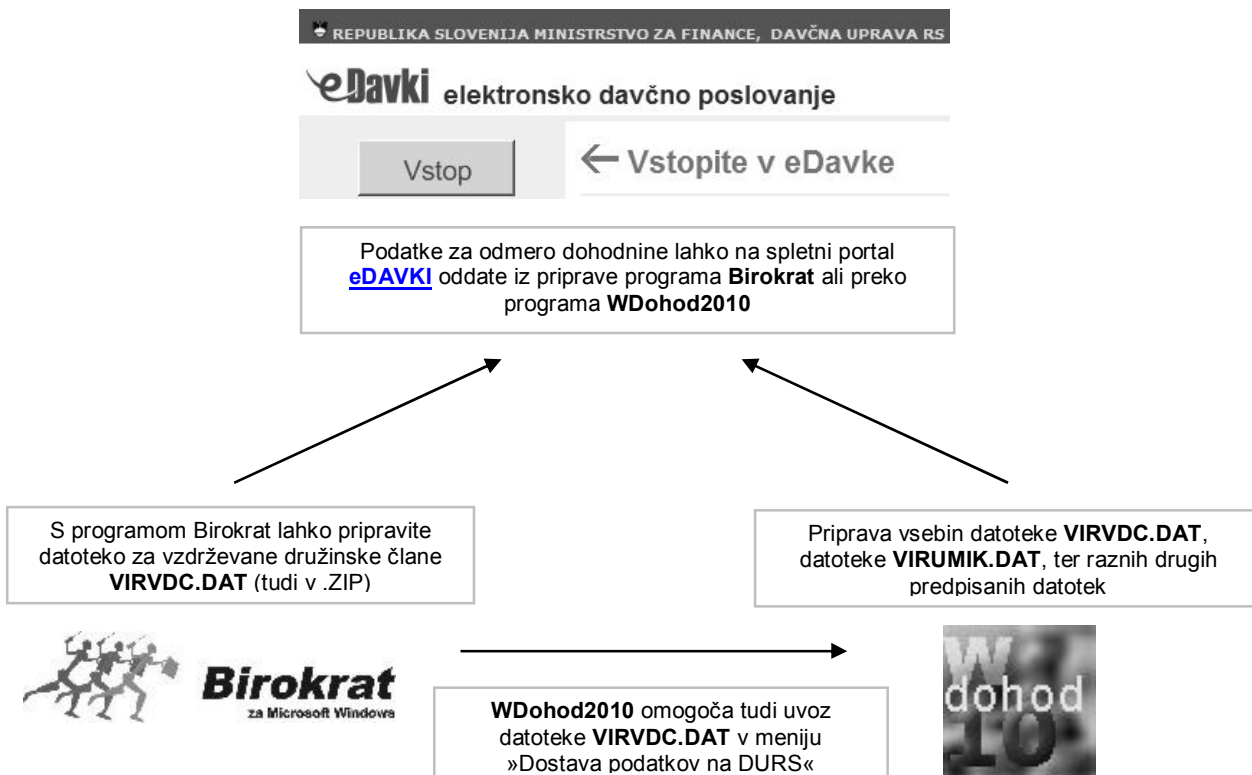 REPUBLIKA SLOVENIJA MINISTRSTVO ZA FINANCE, DAVČNA UPRAVA RS
eDavki elektronsko davčno poslovanje
Vstop
Vstopite v eDavke
Podatke za odmero dohodnine lahko na spletni portal
eDAVKI oddate iz priprave programa Birokrat ali preko
programa WDohod2010
S programom Birokrat lahko pripravite
datoteko za vzdrževane družinske člane
VIRVDC.DAT (tudi v .ZIP)
Priprava vsebin datoteke VIRVDC.DAT,
datoteke VIRUMIK.DAT, ter raznih drugih
predpisanih datotek
Birokrat
za Microsoft Windows
WDohod2010 omogoča tudi uvoz
datoteke VIRVDC.DAT v meniju
»Dostava podatkov na DURS«
W
dohod
10